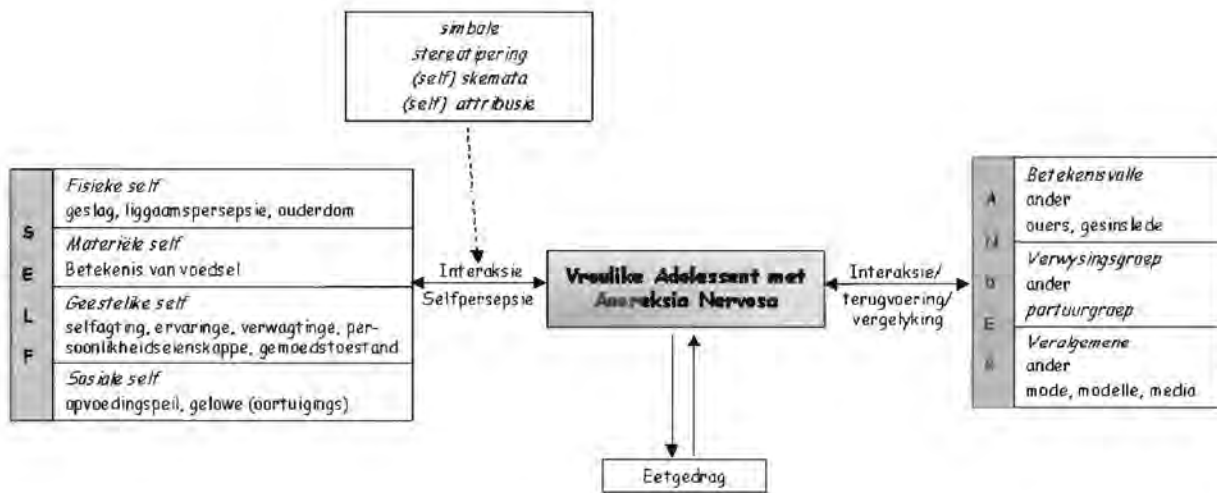 simbole
stereotipering
(self) skemata
(self) attribusie
S
E
L
F
Fisieke self
geslag, liggaamspersepsie, ouderdom
Materiële self
Betekenis van voedsel
Geestelike self
selfagting, ervaringe, verwagtinge, per-
soonlikheidseienskappe, gemoedstoestand
Sosiale self
opvoedingspeil, gelowe (oortuigings)
Interaksie
Selfpersepsie
Vroulike Adolessent met
Anoreksia Nervosa
Interaksie/
terugvoering/
vergelyking
A
N
D
E
R
Betekenisvolle
ander
ouers, gesinslede
Verwysingsgroep
ander
portuurgroep
Veralgemene
ander
mode, modelle, media
Eetgedrag